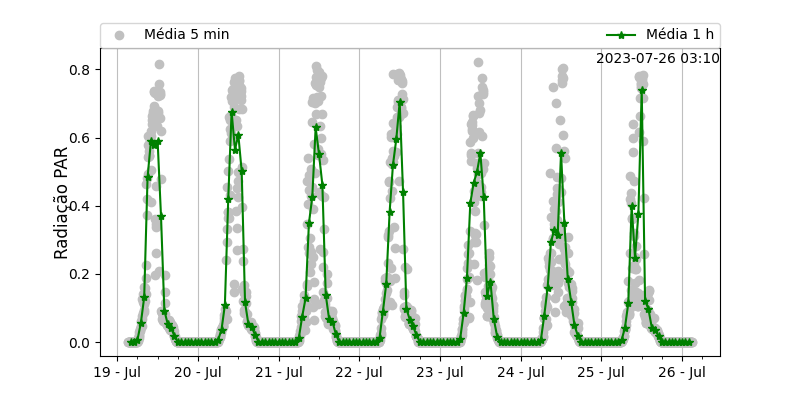 Média 5 min
Média 1 h
2023-07-26 03:10
Radiação PAR
0.8
0.6
0.4
0.2
0.0
19 - Jul
20 - Jul
21 - Jul
22 - Jul
23 - Jul
24 - Jul
25 - Jul
26 - Jul